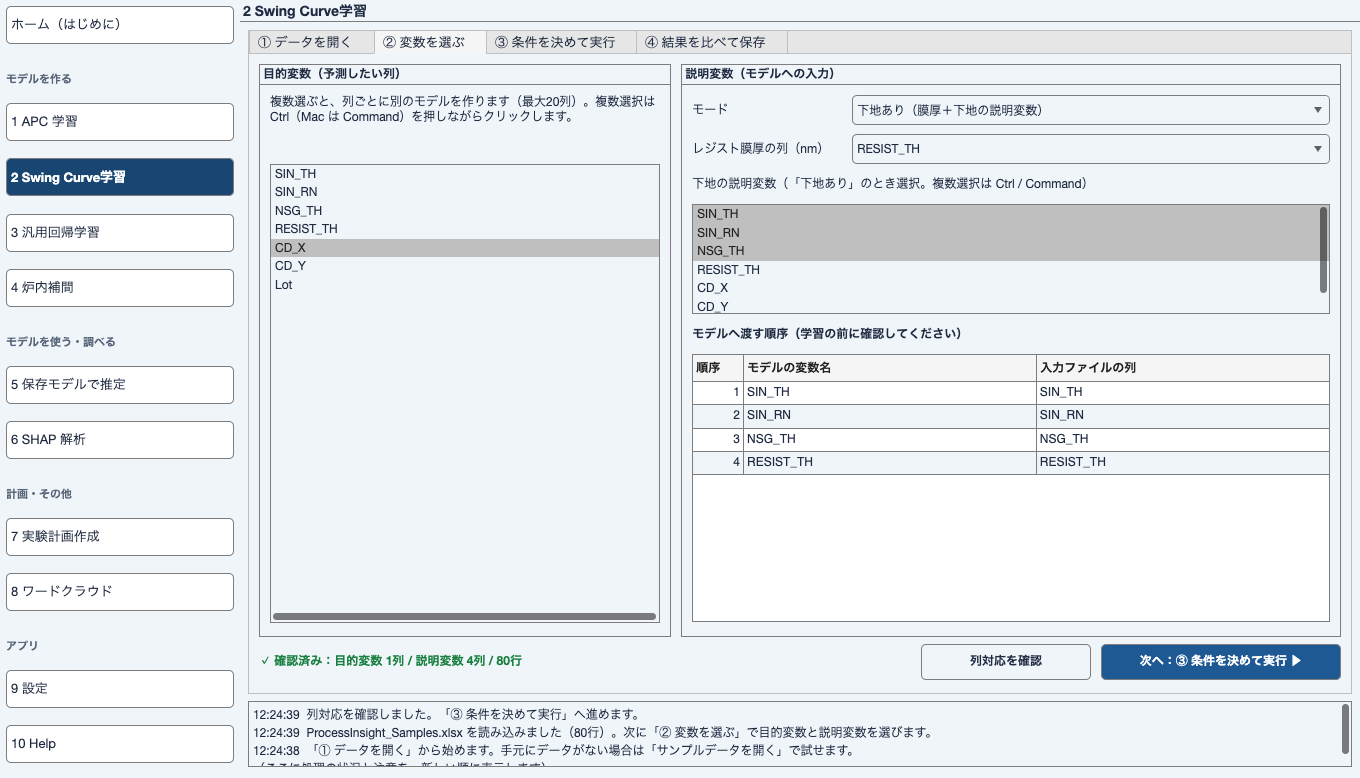 ホーム（はじめに）
モデルを作る
1 APC 学習
2 Swing Curve学習
3 汎用回帰学習
4 炉内補間
モデルを使う・調べる
5 保存モデルで推定
6 SHAP 解析
計画・その他
7 実験計画作成
8 ワードクラウド
アプリ
9 設定
10 Help
2 Swing Curve学習
① データを開く
② 変数を選ぶ
③ 条件を決めて実行
④ 結果を比べて保存
目的変数（予測したい列）
複数選ぶと、列ごとに別のモデルを作ります（最大20列）。複数選択は
Ctrl（Mac は Command）を押しながらクリックします。
SIN_TH
SIN_RN
NSG_TH
RESIST_TH
CD_X
CD_Y
Lot
説明変数（モデルへの入力）
モード
下地あり（膜厚＋下地の説明変数）
レジスト膜厚の列（nm）
RESIST_TH
下地の説明変数（「下地あり」のとき選択。複数選択は Ctrl / Command）
SIN_TH
SIN_RN
NSG_TH
RESIST_TH
CD_X
CD_Y
モデルへ渡す順序（学習の前に確認してください）
順序 モデルの変数名 入力ファイルの列
1 SIN_TH SIN_TH
2 SIN_RN SIN_RN
3 NSG_TH NSG_TH
4 RESIST_TH RESIST_TH
✓ 確認済み：目的変数 1列 / 説明変数 4列 / 80行
列対応を確認
次へ：③ 条件を決めて実行 ▶
12:24:39 列対応を確認しました。「③ 条件を決めて実行」へ進めます。
12:24:39 ProcessInsight_Samples.xlsx を読み込みました（80行）。次に「② 変数を選ぶ」で目的変数と説明変数を選びます。
12:24:38 「① データを開く」から始めます。手元にデータがない場合は「サンプルデータを開く」で試せます。